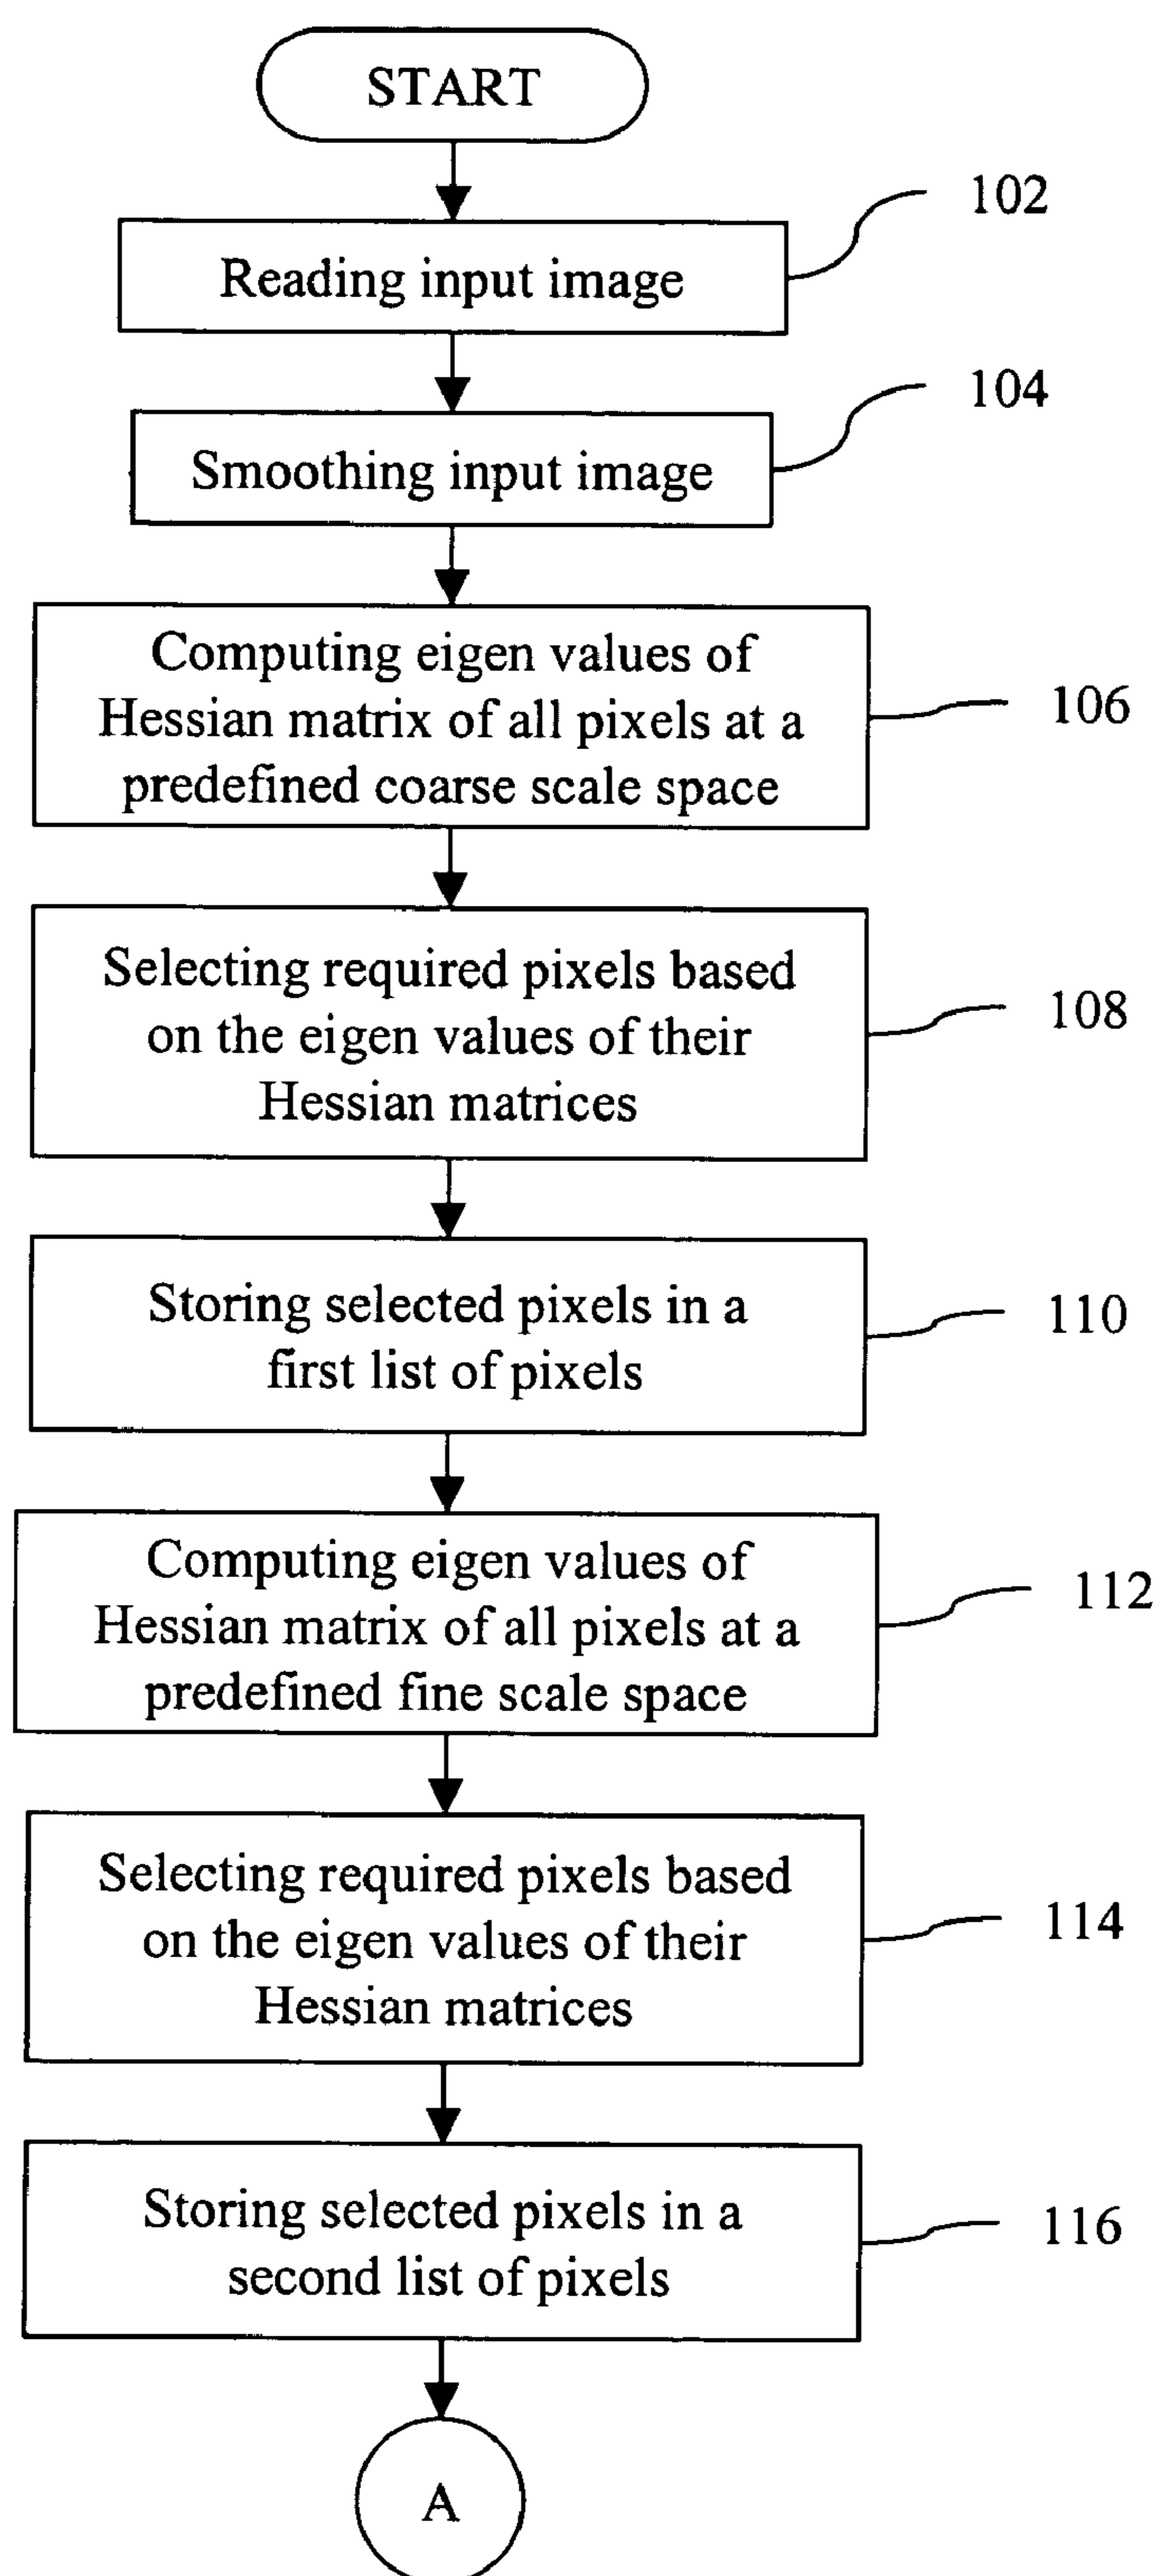 START
102
Reading input image
104
Smoothing input image
Computing eigen values of
Hessian matrix of all pixels at a
predefined coarse scale space
106
Selecting required pixels based
on the eigen values of their
Hessian matrices
108
Storing selected pixels in a
first list of pixels
110
Computing eigen values of
Hessian matrix of all pixels at a
predefined fine scale space
112
Selecting required pixels based
on the eigen values of their
Hessian matrices
114
Storing selected pixels in a
second list of pixels
116
A